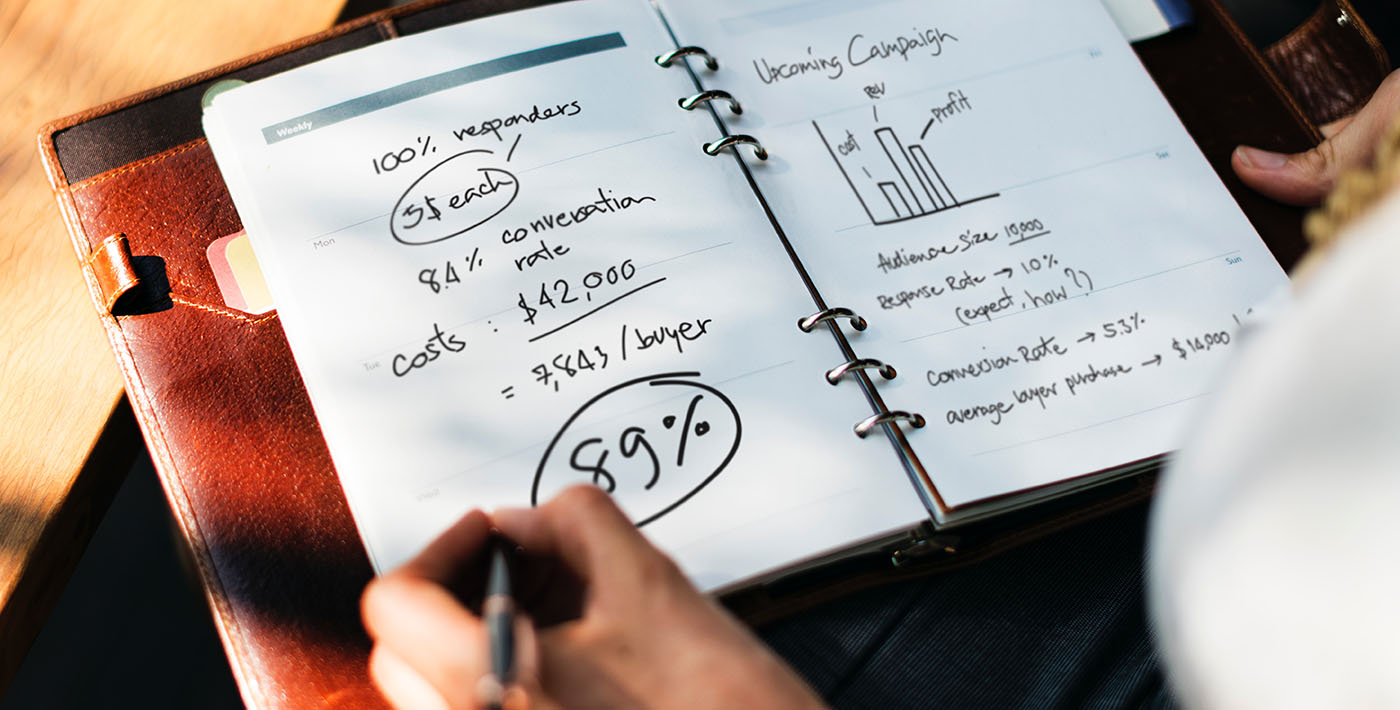 Weekly
100% responders
5$ each
84% conversation
rate
costs : $42,000
= 7,843 / buyer
89%
Mon
Tue
Wed
Upcoming Campaign
Rev
cost
profit
Audience size 10,000
Response Rate → 1.0%
(expect, how?)
Conversion Rate → 5.3%
average buyer purchase → $14,000
Fri
Sat
Sun